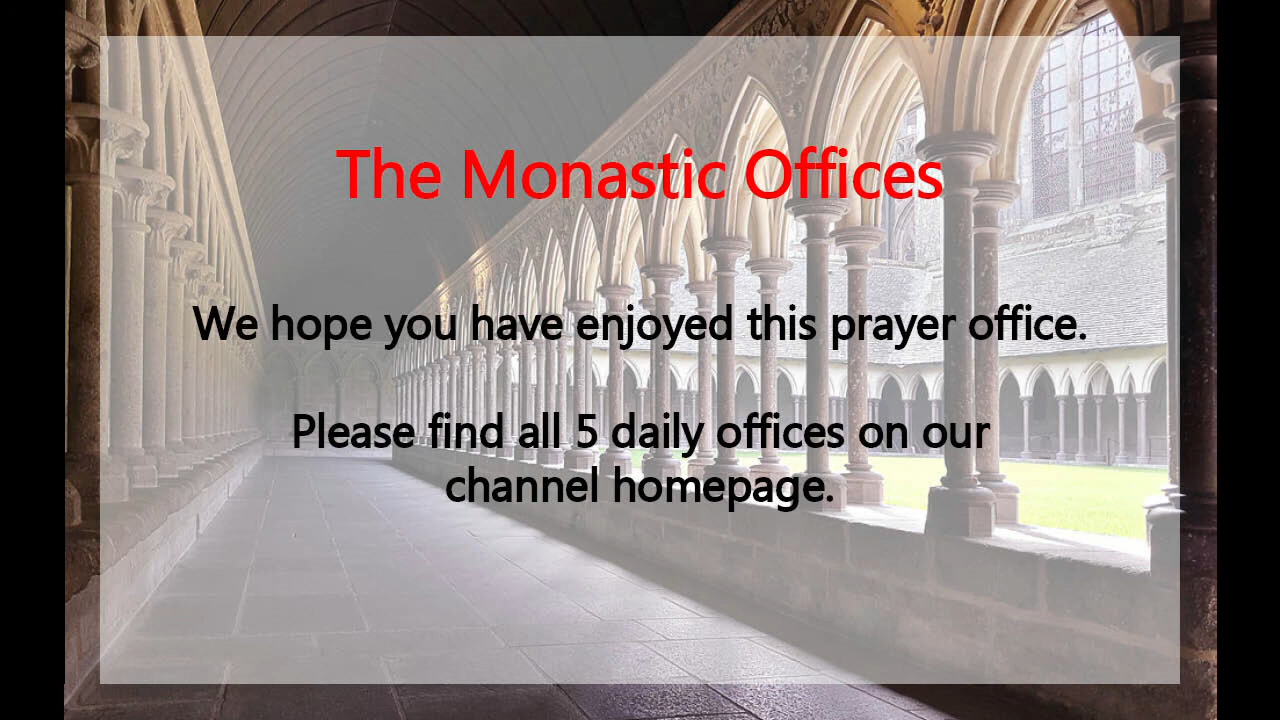 The Monastic Offices
We hope you have enjoyed this prayer office.
Please find all 5 daily offices on our
channel homepage.